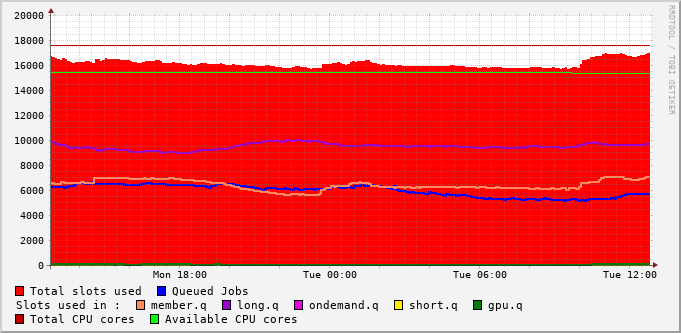 20000
18000
16000
14000
12000
10000
8000
6000
4000
2000
0
Mon 18:00 Tue 00:00 Tue 06:00 Tue 12:00
Total slots used Queued Jobs
Slots used in : member.q long.q ondemand.q short.q gpu.q
Total CPU cores Available CPU cores
RRDTOOL / TOBI OETIKER